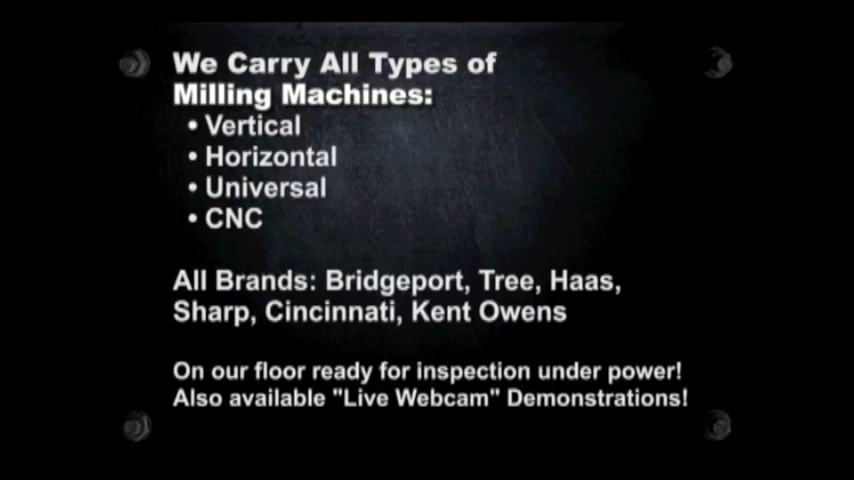 We Carry All Types of
Milling Machines:
• Vertical
• Horizontal
• Universal
• CNC
All Brands: Bridgeport, Tree, Haas,
Sharp, Cincinnati, Kent Owens
On our floor ready for inspection under power!
Also available "Live Webcam" Demonstrations!